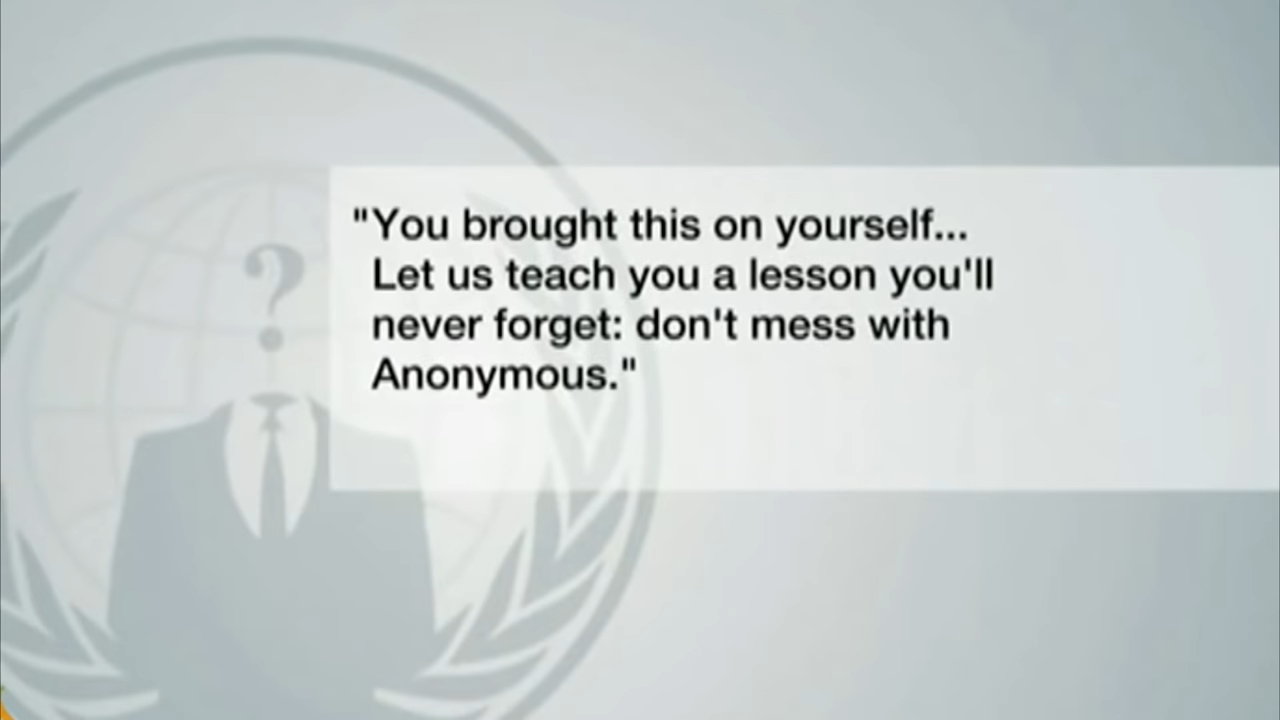 "You brought this on yourself...
Let us teach you a lesson you'll
never forget: don't mess with
Anonymous."
?